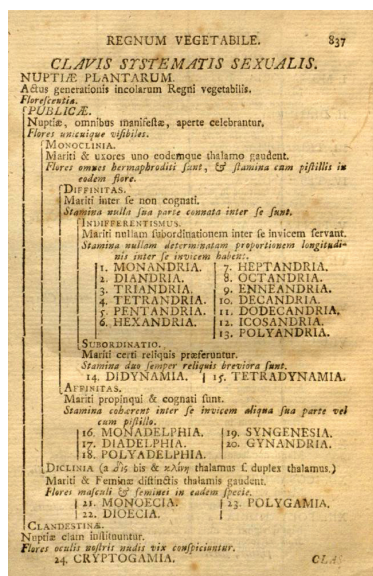 REGNUM VEGETABILE. 837
CLAVIS SYSTEMATIS SEXUALIS.
NUPTIÆ PLANTARUM.
Actus generationis incolarum Regni vegetabilis.
Florescentia.
PUBLICÆ.
Nuptiæ, omnibus manifestæ, aperte celebrantur.
Flores unicuique visibiles.
MONOCLINIA.
Mariti & uxores uno eodemque thalamo gaudent.
Flores omnes hermaphroditi sunt, & stamina cum pistillis in
eodem flore.
DIFFINITAS.
Mariti inter se non cognati.
Stamina nulla sua parte connata inter se sunt.
INDIFFERENTISMUS.
Mariti nullam subordinationem inter se invicem servant.
Stamina nullam determinatam proportionem longitudi-
nis inter se invicem habent.
1. MONANDRIA. 7. HEPTANDRIA.
2. DIANDRIA. 8. OCTANDRIA.
3. TRIANDRIA. 9. ENNEANDRIA.
4. TETRANDRIA. 10. DECANDRIA.
5. PENTANDRIA. 11. DODECANDRIA.
6. HEXANDRIA. 12. ICOSANDRIA.
13. POLYANDRIA.
SUBORDINATIO.
Mariti certi reliquis præferuntur.
Stamina duo semper reliquis breviora sunt.
14. DIDYNAMIA. 15. TETRADYNAMIA.
AFFINITAS.
Mariti propinqui & cognati sunt.
Stamina cohærent inter se invicem aliqua sua parte vel
cum pistillo.
16. MONADELPHIA. 19. SYNGENESIA.
17. DIADELPHIA. 20. GYNANDRIA.
18. POLYADELPHIA.
DICLINIA (a δὶς bis & κλίνη thalamus s. duplex thalamus.)
Mariti & Feminæ distinctis thalamis gaudent.
Flores masculi & feminei in eadem specie.
21. MONOECIA. 23. POLYGAMIA.
22. DIOECIA.
CLANDESTINÆ.
Nuptiæ clam instituuntur.
Flores oculis nostris nudis vix conspiciuntur.
24. CRYPTOGAMIA.
CLAS